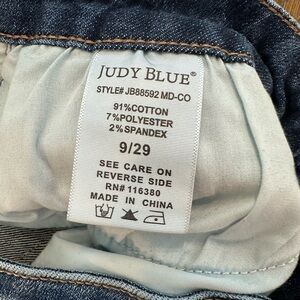 JUDY BLUE®
STYLE# JB88592 MD-CO
91%COTTON
7%POLYESTER
2%SPANDEX
9/29
SEE CARE ON
REVERSE SIDE
RN# 116380
MADE IN CHINA